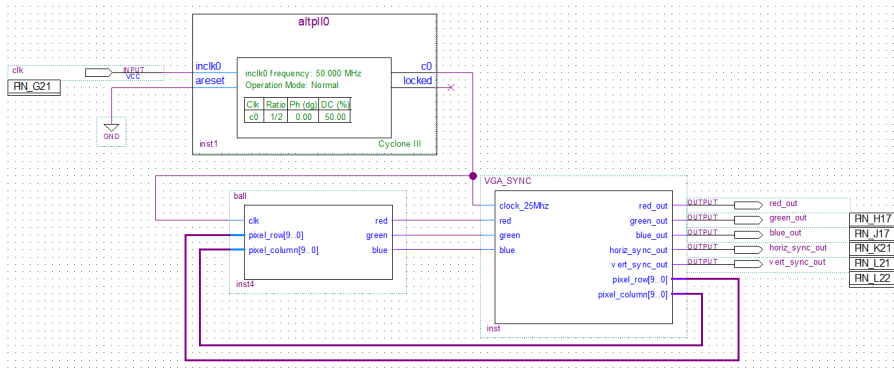 altpll0
clk
INPUT
VCC
PIN_G21
GND
inclk0
areset
inclk0 frequency: 50.000 MHz
Operation Mode: Normal
Clk Ratio Ph (dg) DC (%)
c0 1/2 0.00 50.00
c0
locked
inst1
Cyclone III
ball
clk
pixel_row[9..0]
pixel_column[9..0]
red
green
blue
inst4
VGA_SYNC
clock_25Mhz
red
green
blue
red_out
green_out
blue_out
horiz_sync_out
vert_sync_out
pixel_row[9..0]
pixel_column[9..0]
inst
OUTPUT red_out
OUTPUT green_out
OUTPUT blue_out
OUTPUT horiz_sync_out
OUTPUT vert_sync_out
PIN_H17
PIN_J17
PIN_K21
PIN_L21
PIN_L22